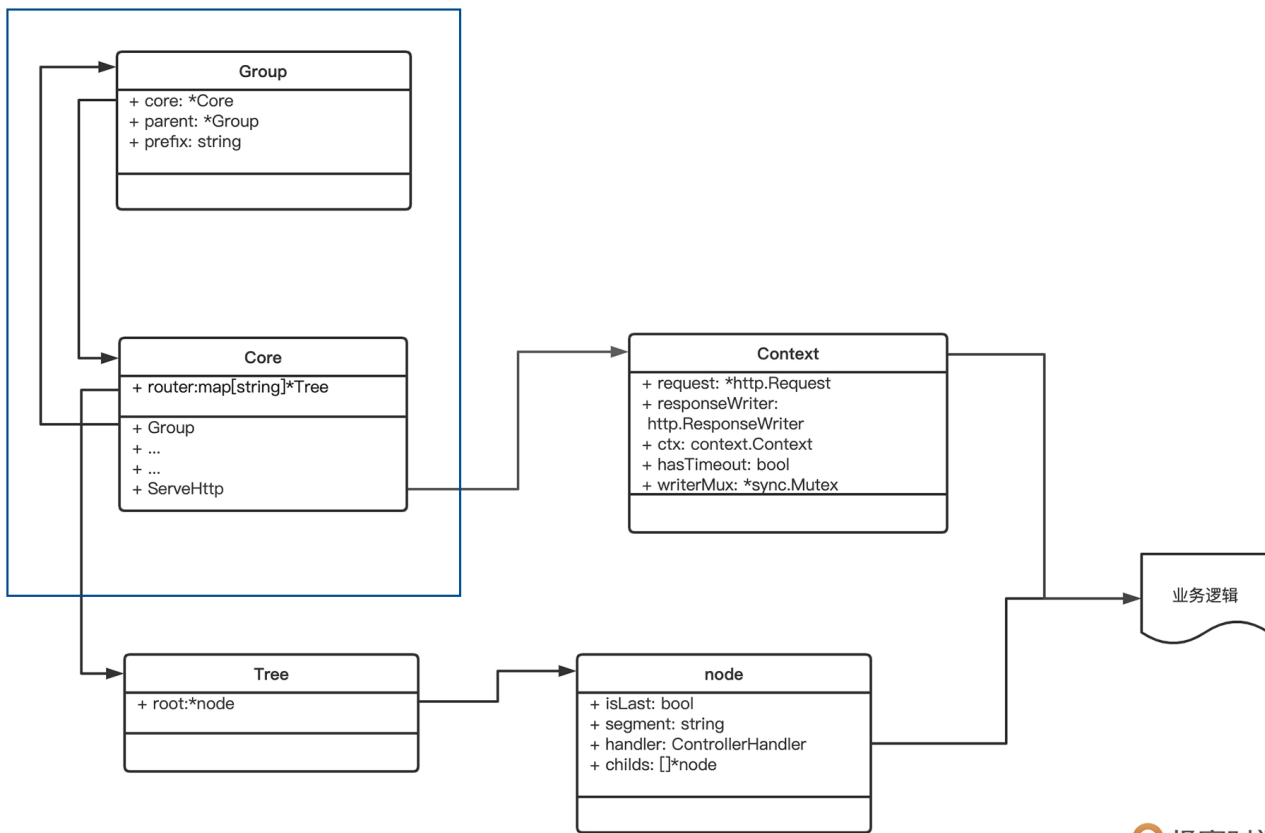 Group
+ core: *Core
+ parent: *Group
+ prefix: string
Core
+ router:map[string]*Tree
+ Group
+ ...
+ ...
+ ServeHttp
Context
+ request: *http.Request
+ responseWriter:
http.ResponseWriter
+ ctx: context.Context
+ hasTimeout: bool
+ writerMux: *sync.Mutex
业务逻辑
Tree
+ root:*node
node
+ isLast: bool
+ segment: string
+ handler: ControllerHandler
+ childs: []*node